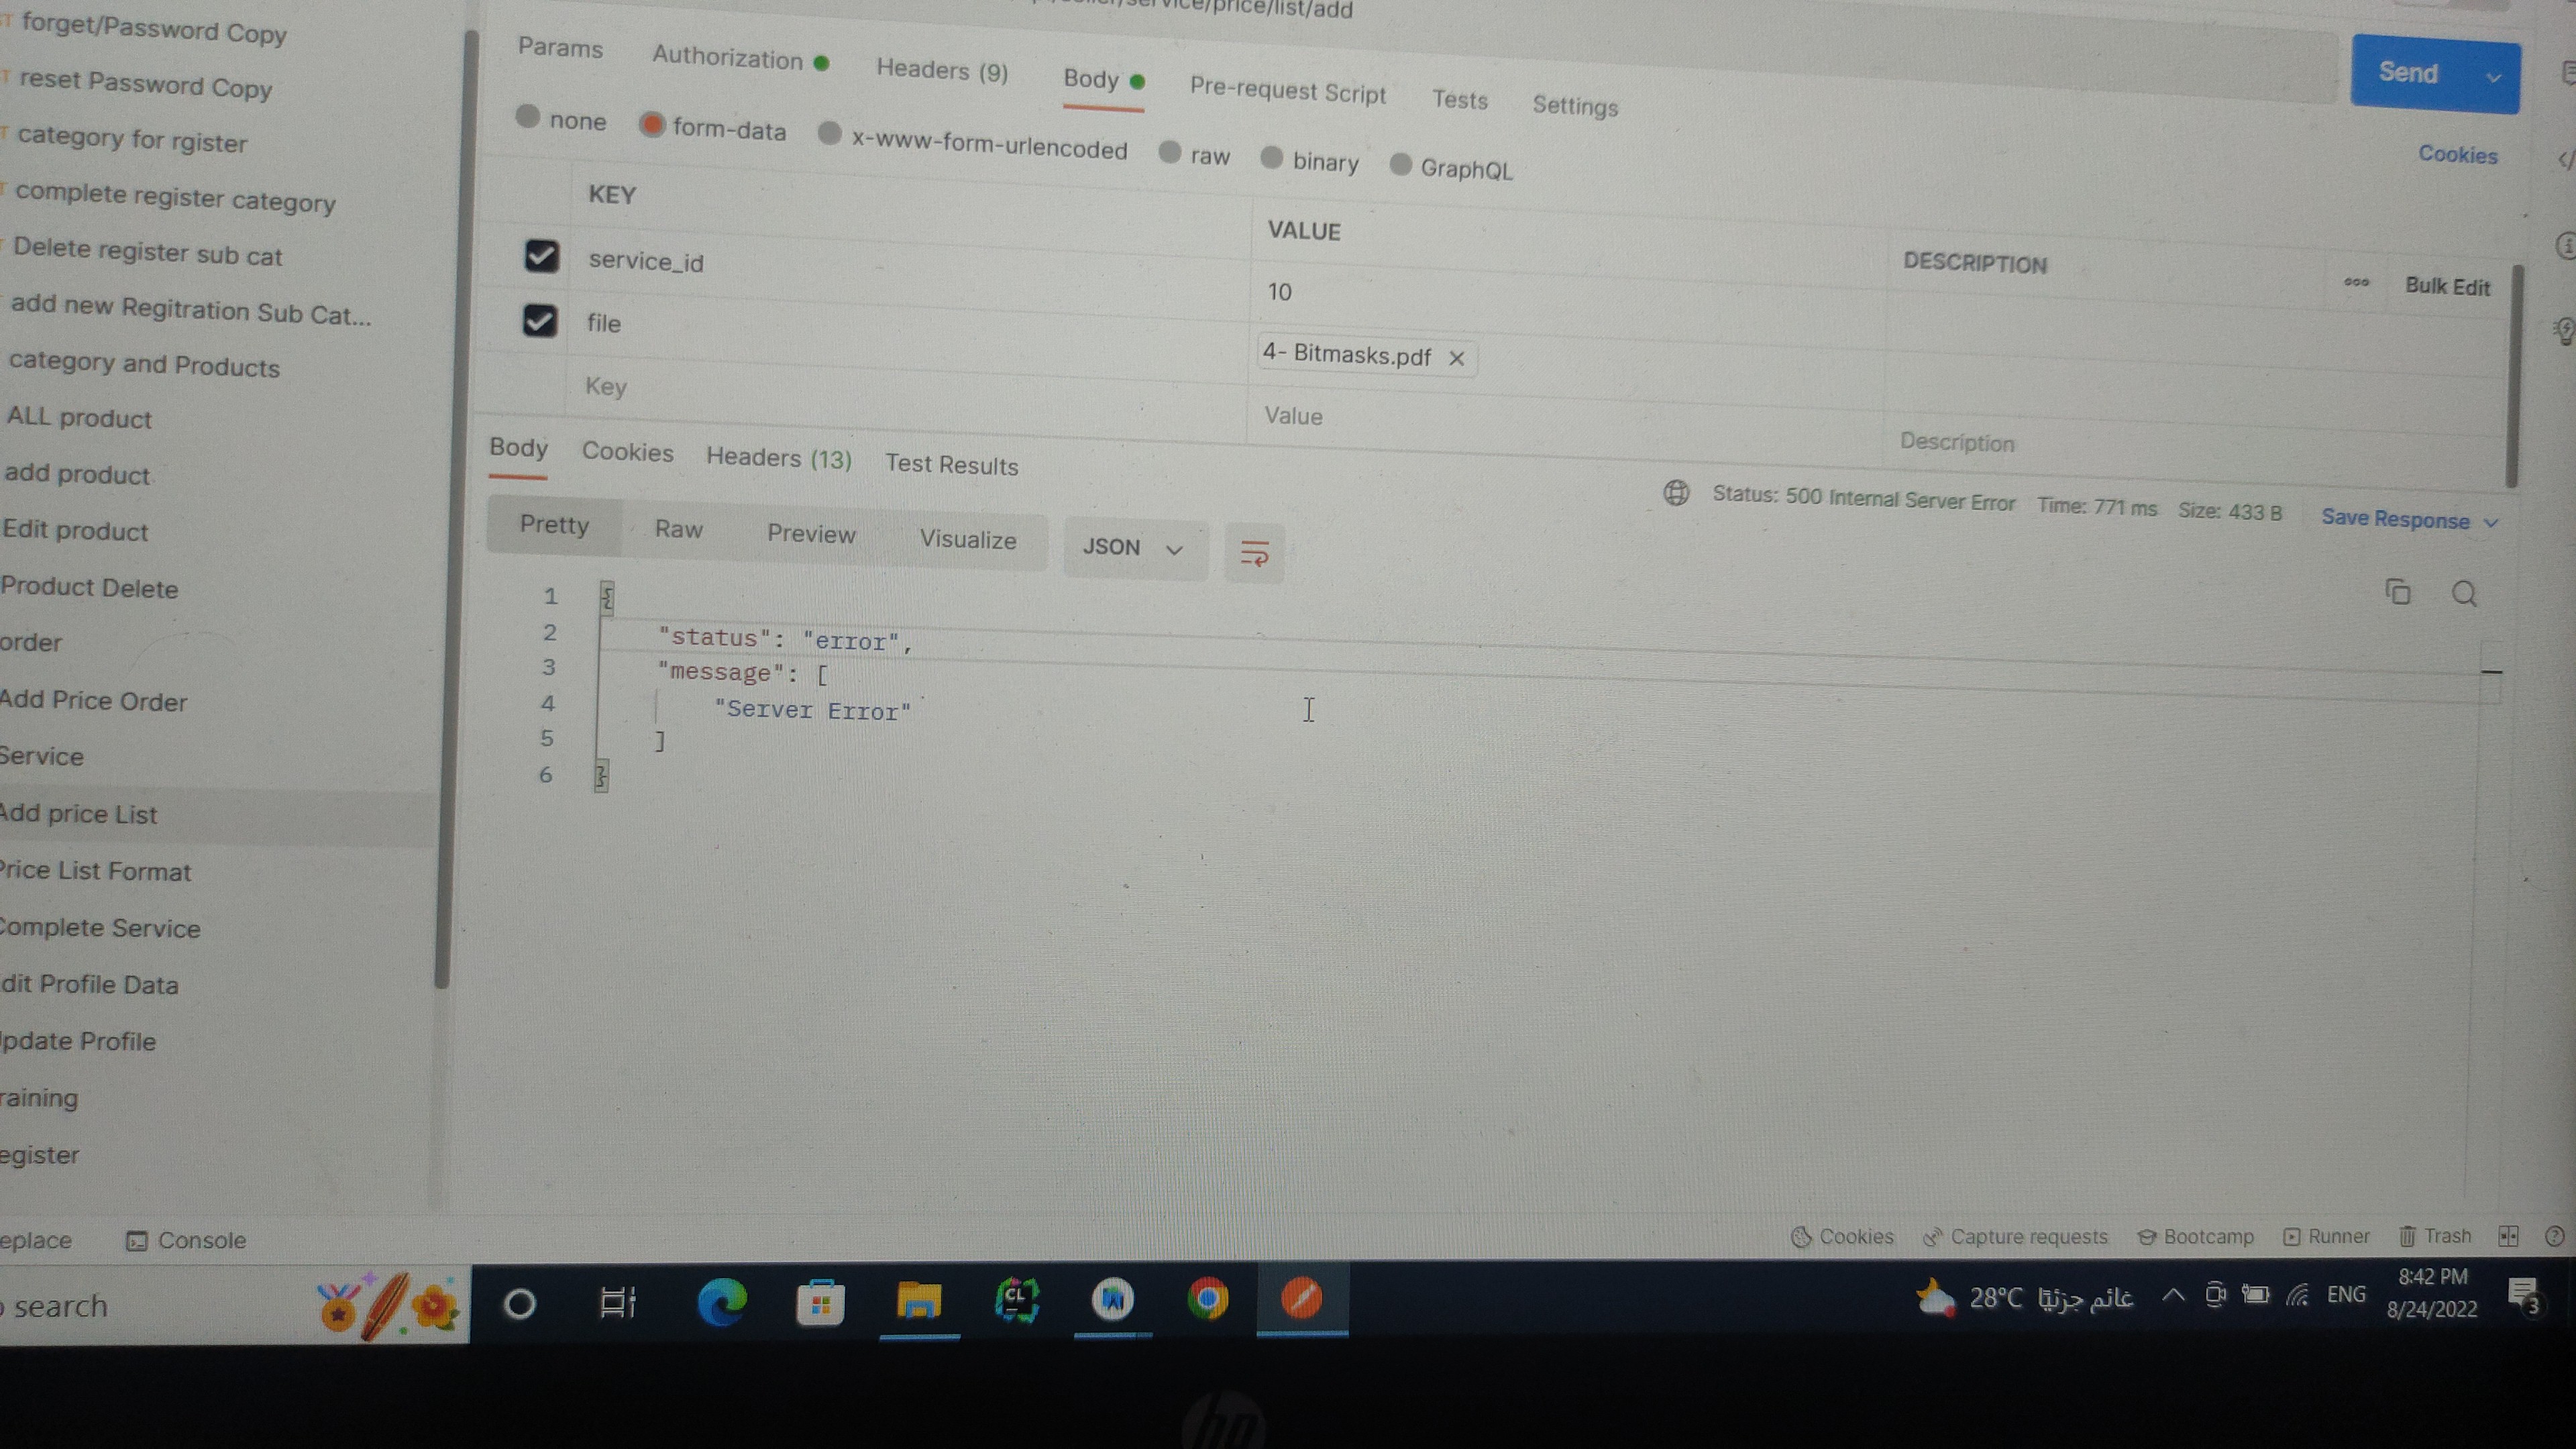 forget/Password Copy
reset Password Copy
category for rgister
complete register category
Delete register sub cat
add new Regitration Sub Cat...
category and Products
ALL product
add product
Edit product
Product Delete
order
Add Price Order
Service
Add price List
Price List Format
Complete Service
dit Profile Data
pdate Profile
raining
egister
eplace
Console
/price/list/add
Send
Params Authorization Headers (9) Body Pre-request Script Tests Settings
none form-data x-www-form-urlencoded raw binary GraphQL
Cookies
KEY VALUE DESCRIPTION ooo Bulk Edit
service_id 10
file 4- Bitmasks.pdf
Key Value Description
Body Cookies Headers (13) Test Results
Status: 500 Internal Server Error Time: 771 ms Size: 433 B Save Response
Pretty Raw Preview Visualize JSON
1 {
2 "status": "error",
3 "message": [
4 "Server Error"
5 ]
6 }
Cookies Capture requests Bootcamp Runner Trash
search
CL
28°C غائم جزئيًا
ENG
8:42 PM
8/24/2022
3
hp